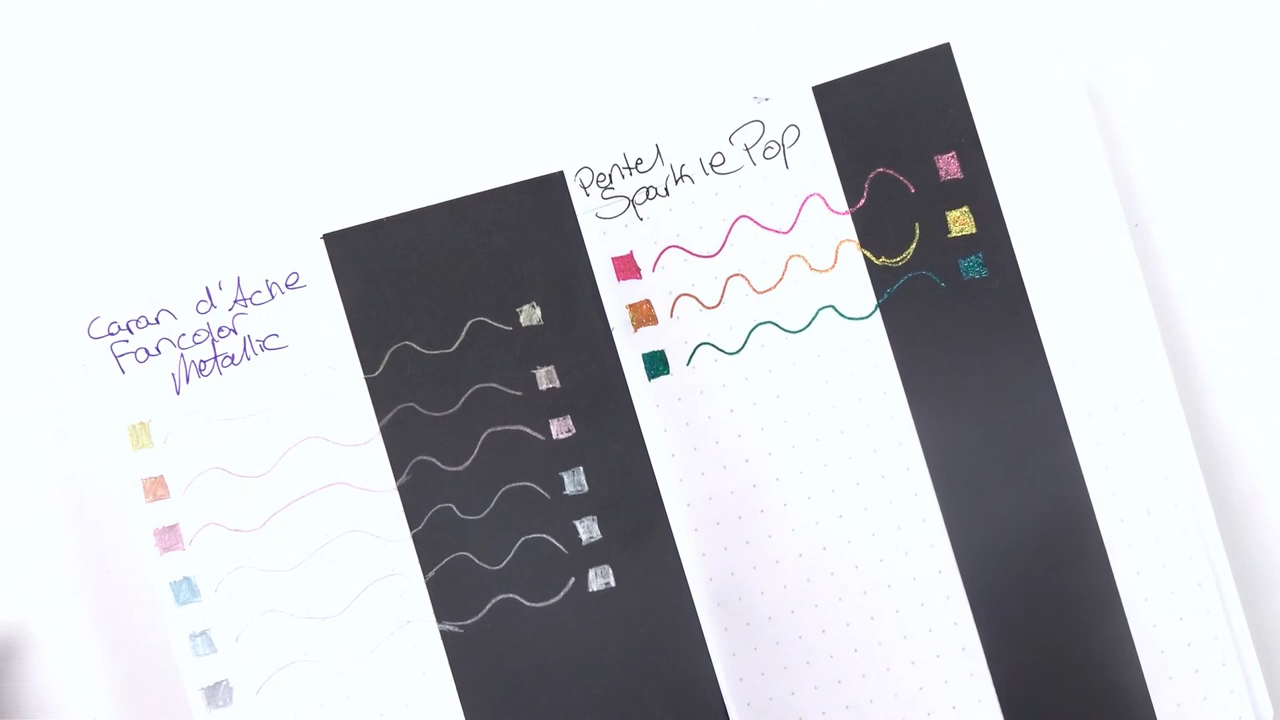 Caran d'Ache
Fancolor
Metallic
Pentel
Sparkle Pop